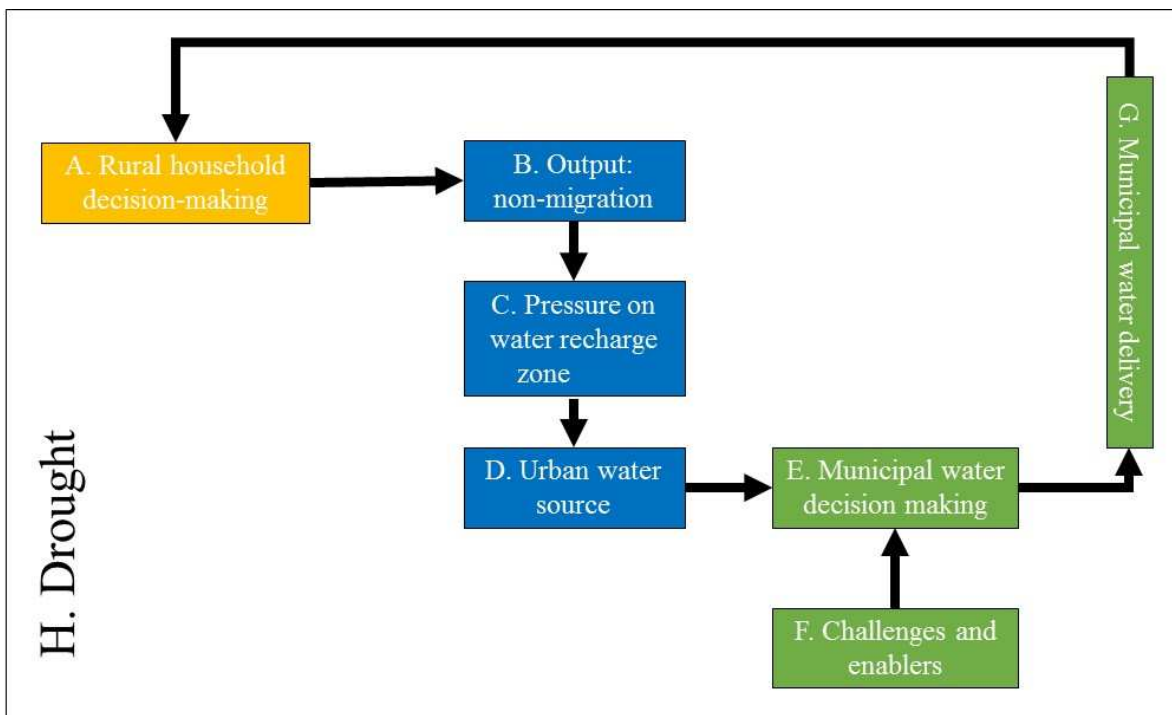 A. Rural household
decision-making
B. Output:
non-migration
C. Pressure on
water recharge
zone
D. Urban water
source
E. Municipal water
decision making
F. Challenges and
enablers
G. Municipal water delivery
H. Drought